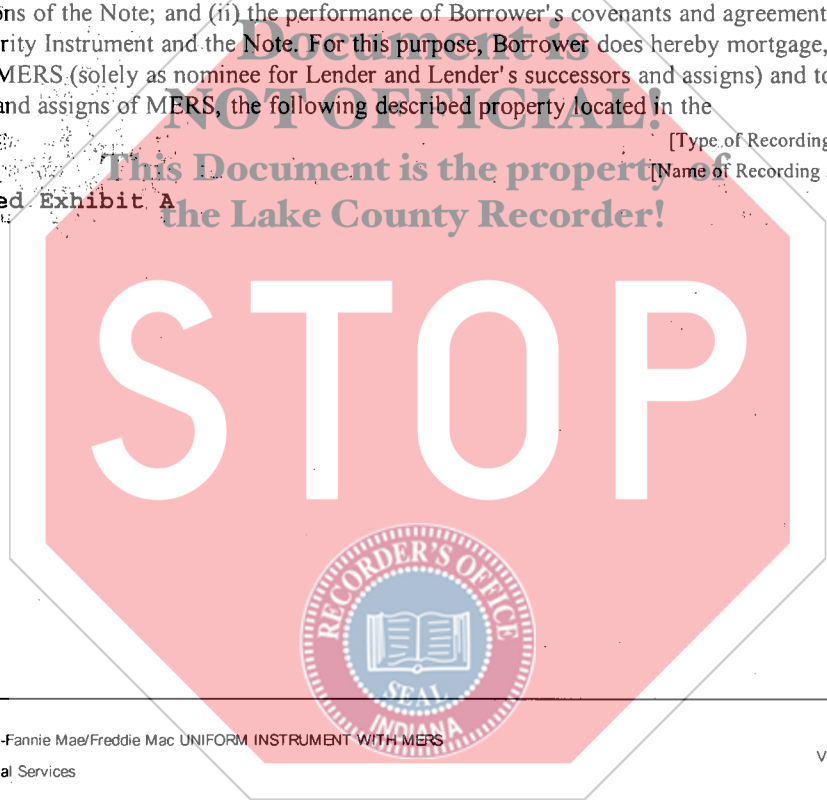 ons of the Note; and (ii) the performance of Borrower's covenants and agreement
Document is
rity Instrument and the Note. For this purpose, Borrower does hereby mortgage,
MERS (solely as nominee for Lender and Lender's successors and assigns) and to
and assigns of MERS, the following described property located in the
NOT OFFICIAL!
[Type of Recording
This Document is the property of
[Name of Recording
ed Exhibit A
the Lake County Recorder!
STOP
RECORDER'S OFFICE
SEAL
INDIANA
-Fannie Mae/Freddie Mac UNIFORM INSTRUMENT WITH MERS
V
al Services